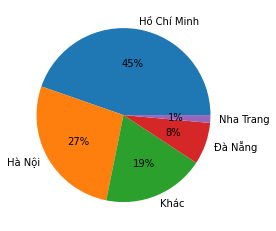 Hồ Chí Minh
45%
1%
Nha Trang
8%
Đà Nẵng
27%
Hà Nội
19%
Khác